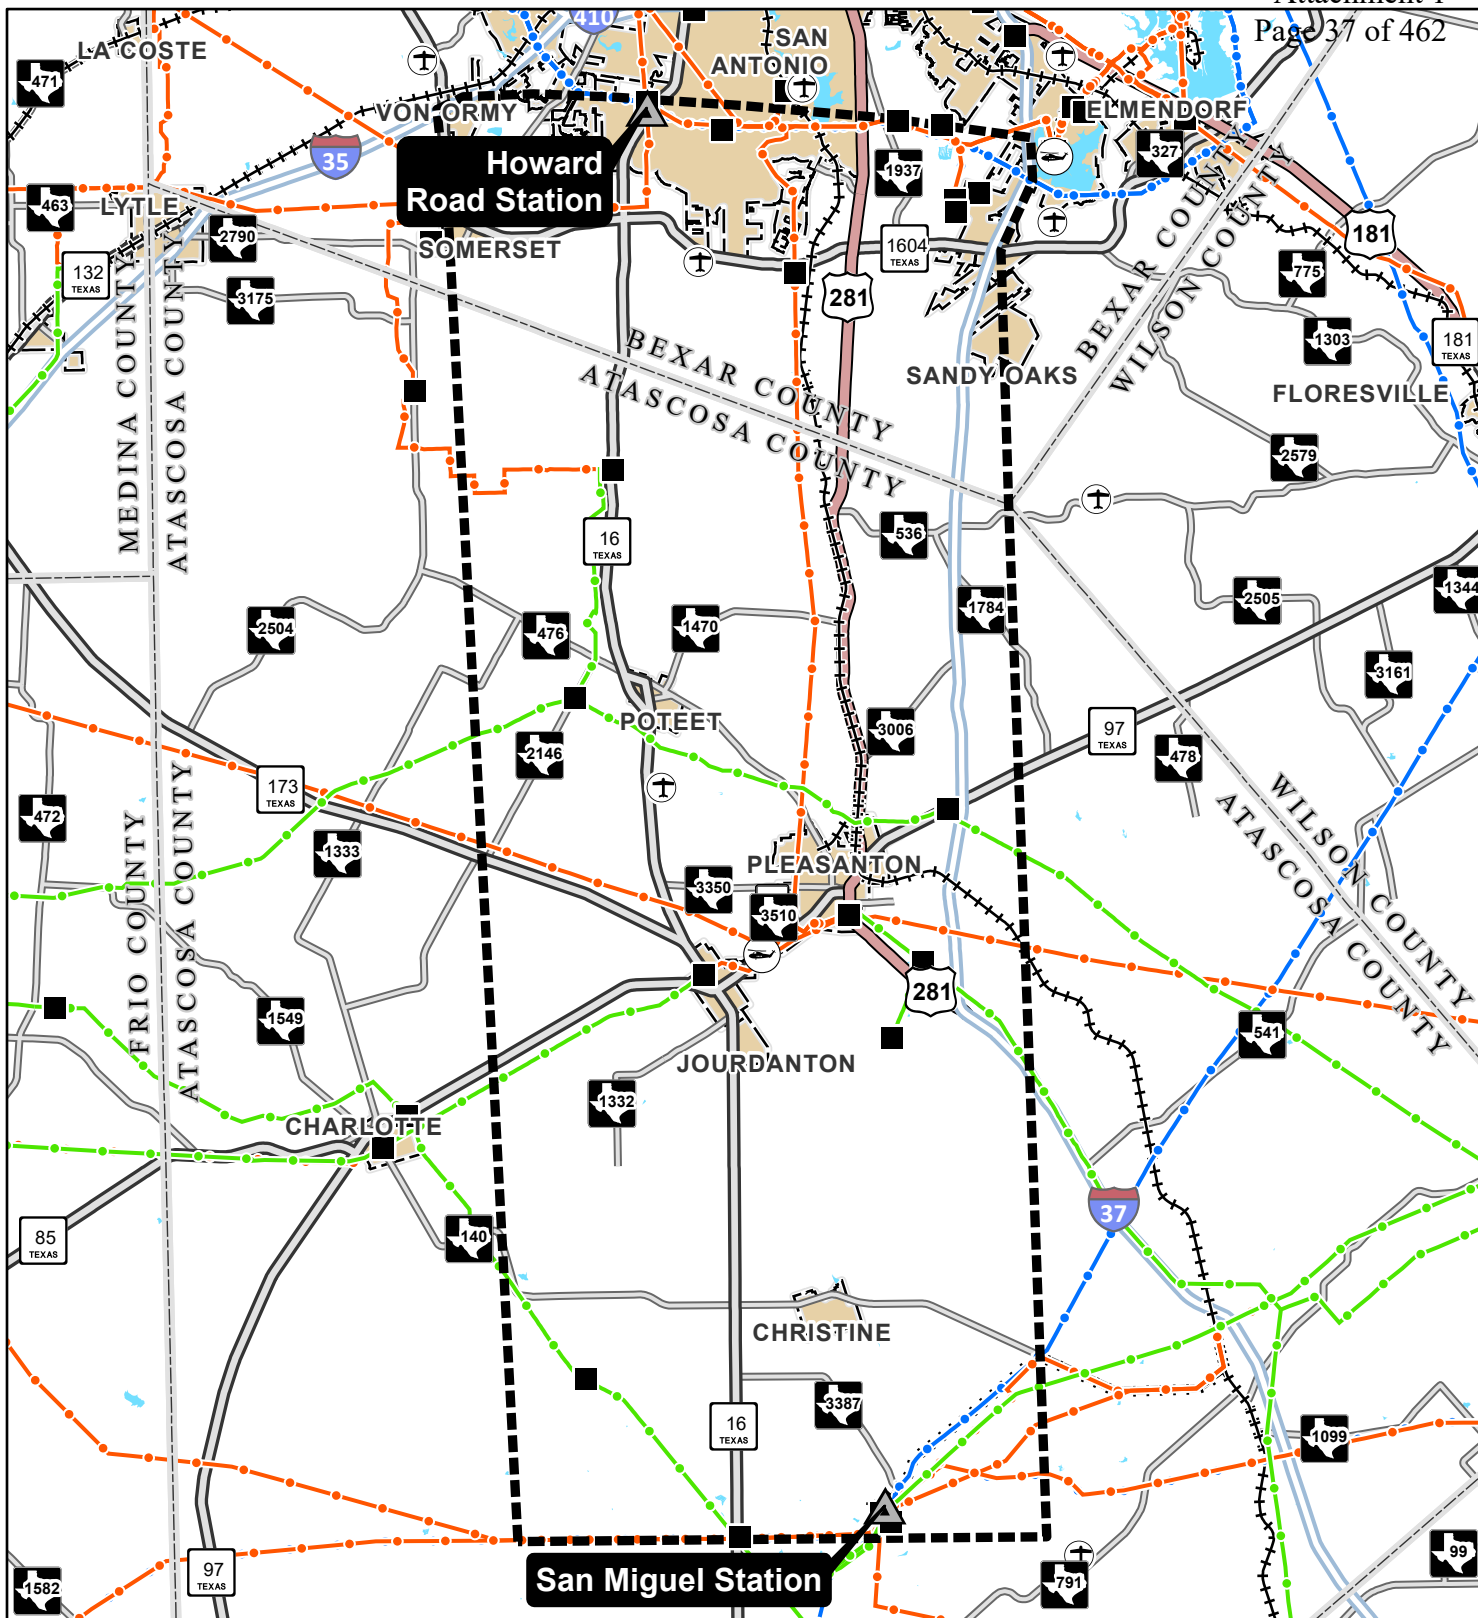 Page 37 of 462
410
LA COSTE
SAN
ANTONIO
471
VON ORMY
ELMENDORF
35
Howard
Road Station
327
1937
463
LYTLE
2790
SOMERSET
1604
TEXAS
181
132
TEXAS
3175
281
775
BEXAR COUNTY
WILSON COUNTY
1303
181
TEXAS
MEDINA COUNTY
ATASCOSA COUNTY
BEXAR COUNTY
ATASCOSA COUNTY
SANDY OAKS
FLORESVILLE
2579
16
TEXAS
536
2504
476
1470
1784
2505
1344
3161
POTEET
3006
97
TEXAS
478
2146
173
TEXAS
472
1333
WILSON COUNTY
ATASCOSA COUNTY
PLEASANTON
3350
3510
FRIO COUNTY
ATASCOSA COUNTY
281
1549
541
JOURDANTON
1332
CHARLOTTE
37
85
TEXAS
140
CHRISTINE
3387
16
TEXAS
1099
97
TEXAS
San Miguel Station
1582
791
99